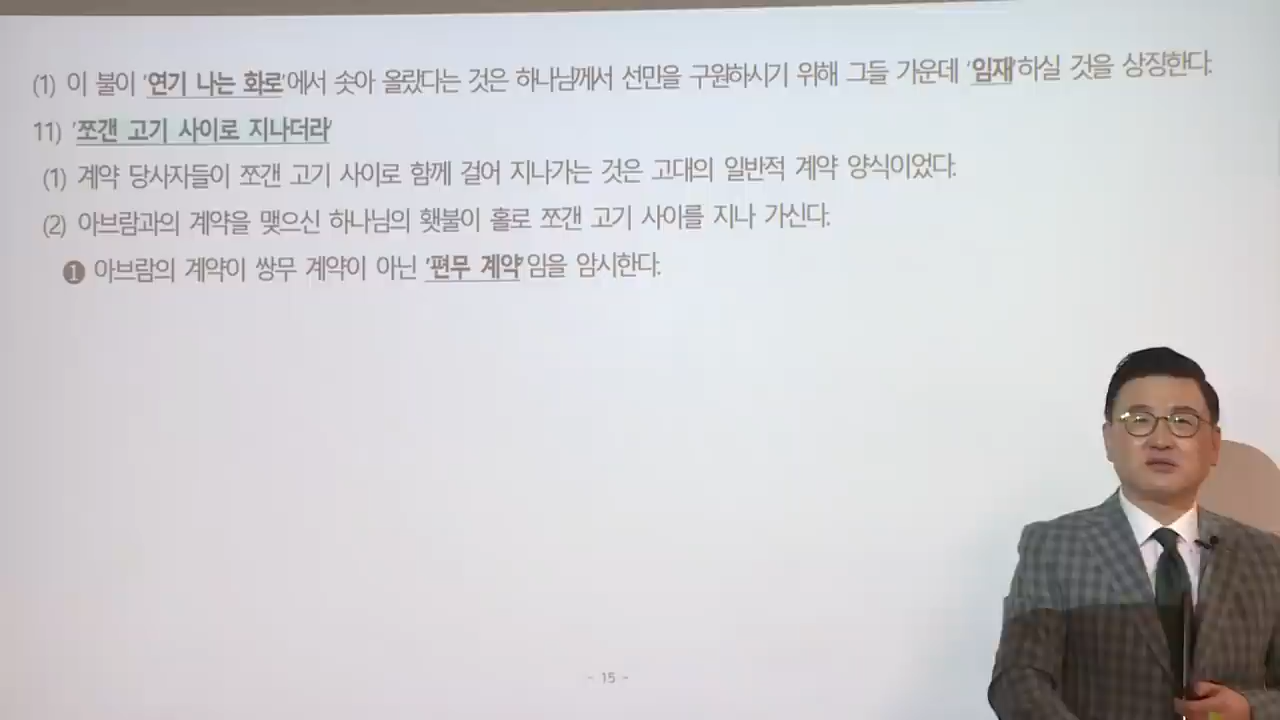 (1) 이 불이 '연기 나는 화로'에서 솟아 올랐다는 것은 하나님께서 선민을 구원하시기 위해 그들 가운데 '임재'하실 것을 상징한다.
11) '쪼갠 고기 사이로 지나더라'
(1) 계약 당사자들이 쪼갠 고기 사이로 함께 걸어 지나가는 것은 고대의 일반적 계약 양식이었다.
(2) 아브람과의 계약을 맺으신 하나님의 횃불이 홀로 쪼갠 고기 사이를 지나 가신다.
❶ 아브람의 계약이 쌍무 계약이 아닌 '편무 계약'임을 암시한다.
- 15 -